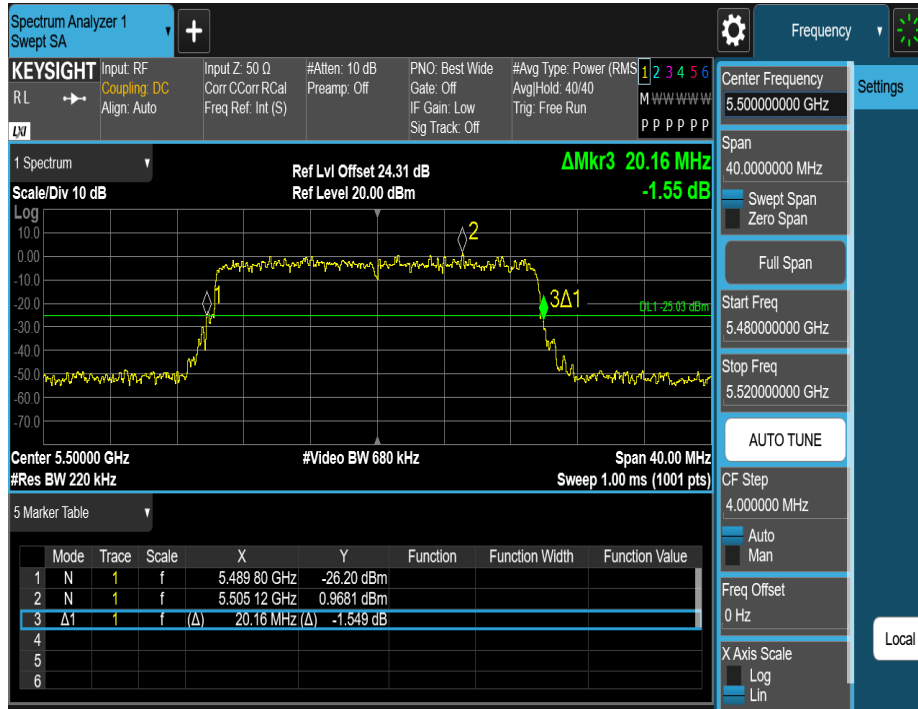 Spectrum Analyzer 1
Swept SA
+
Frequency
KEYSIGHT
R L
LXI
Input: RF
Coupling: DC
Align: Auto
Input Z: 50 Ω
Corr CCorr RCal
Freq Ref: Int (S)
#Atten: 10 dB
Preamp: Off
PNO: Best Wide
Gate: Off
IF Gain: Low
Sig Track: Off
#Avg Type: Power (RMS
Avg|Hold: 40/40
Trig: Free Run
1 2 3 4 5 6
M W W W W W
P P P P P P
1 Spectrum
Scale/Div 10 dB
Ref Lvl Offset 24.31 dB
Ref Level 20.00 dBm
ΔMkr3 20.16 MHz
-1.55 dB
Log
10.0
0.00
-10.0
-20.0
-30.0
-40.0
-50.0
-60.0
-70.0
1
2
3Δ1
DL1 -25.03 dBm
Center 5.50000 GHz
#Video BW 680 kHz
Span 40.00 MHz
#Res BW 220 kHz
Sweep 1.00 ms (1001 pts)
5 Marker Table
Mode Trace Scale X Y Function Function Width Function Value
1 N 1 f 5.489 80 GHz -26.20 dBm
2 N 1 f 5.505 12 GHz 0.9681 dBm
3 Δ1 1 f (Δ) 20.16 MHz (Δ) -1.549 dB
4
5
6
Center Frequency
5.500000000 GHz
Span
40.0000000 MHz
Swept Span
Zero Span
Full Span
Start Freq
5.480000000 GHz
Stop Freq
5.520000000 GHz
AUTO TUNE
CF Step
4.000000 MHz
Auto
Man
Freq Offset
0 Hz
X Axis Scale
Log
Lin
Settings
Local